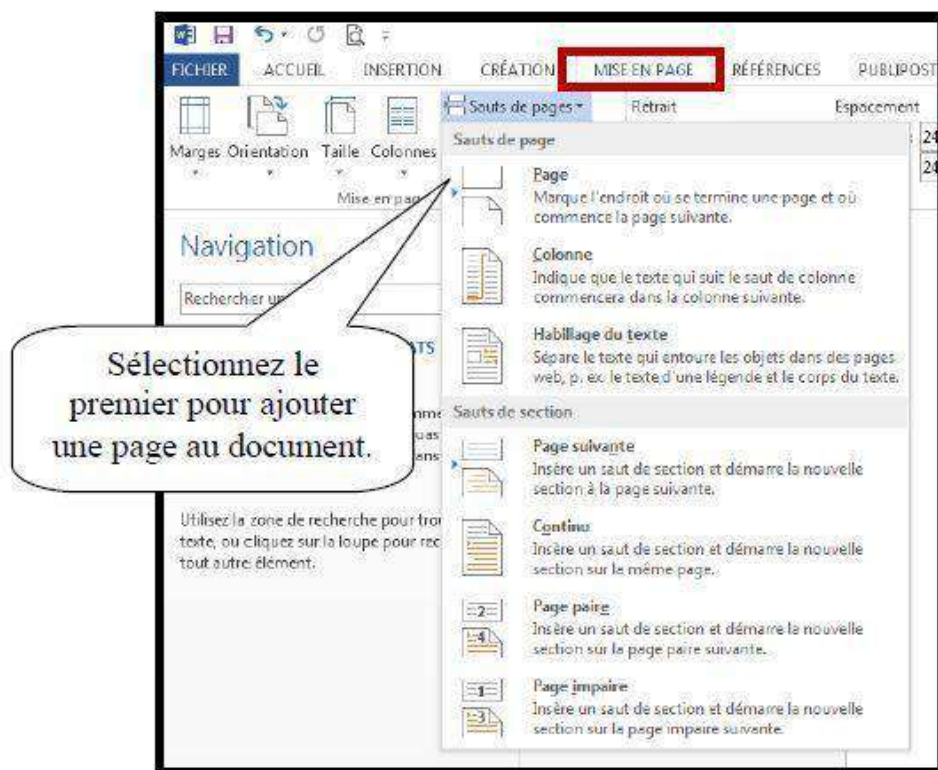 FICHIER ACCUEIL INSERTION CRÉATION MISE EN PAGE RÉFÉRENCES PUBLIPOST
Sauts de pages Retrait Espacement
Marges Orientation Taille Colonnes
24
24
Mise en pag
Sauts de page
Page
Marque l'endroit où se termine une page et où
commence la page suivante.
Colonne
Indique que le texte qui suit le saut de colonne
commencera dans la colonne suivante.
Habillage du texte
Sépare le texte qui entoure les objets dans des pages
web, p. ex. le texte d'une légende et le corps du texte.
Sauts de section
Page suivante
Insère un saut de section et démarre la nouvelle
section à la page suivante.
Continu
Insère un saut de section et démarre la nouvelle
section sur la même page.
Page paire
=2=
Insère un saut de section et démarre la nouvelle
4
section sur la page paire suivante.
Page impaire
=1=
Insère un saut de section et démarre la nouvelle
3
section sur la page impaire suivante.
Navigation
Rechercher
ATS
Sélectionnez le
premier pour ajouter
une page au document.
Utilisez la zone de recherche pour trou
texte, ou cliquez sur la loupe pour rec
tout autre élément.